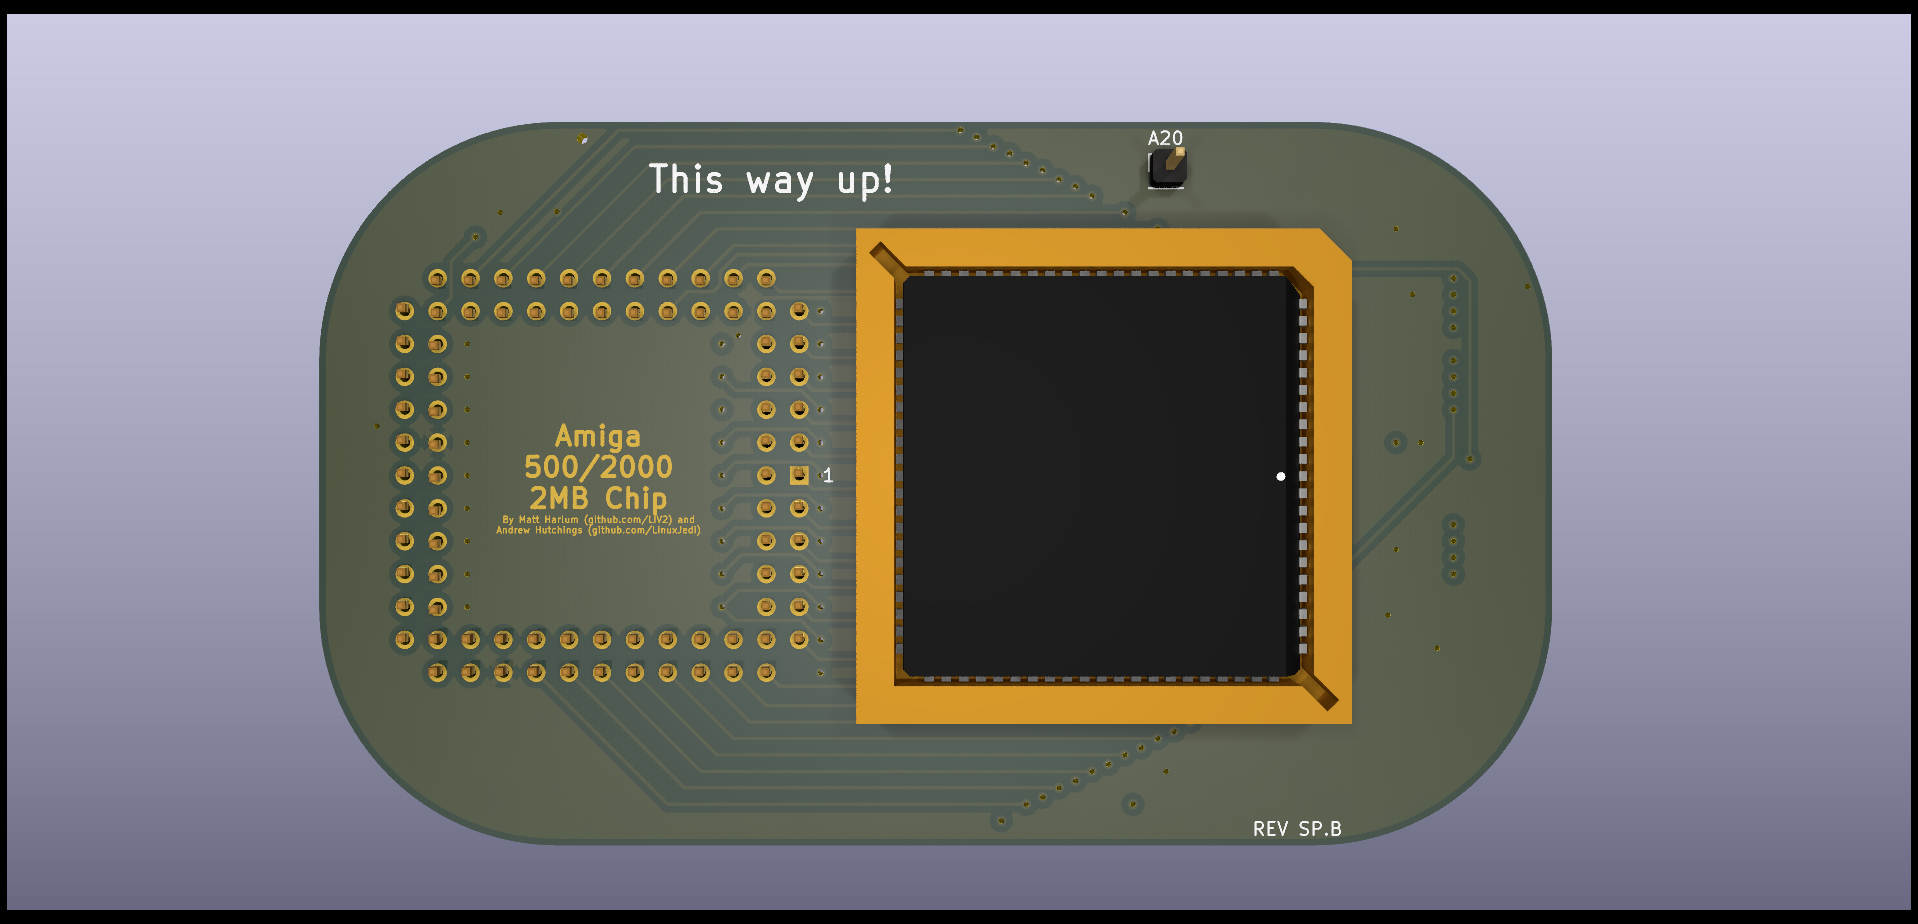 A20
This way up!
Amiga
500/2000
2MB Chip
By Matt Harlum (github.com/LIV2) and
Andrew Hutchings (github.com/LinuxJedi)
1
REV SP.B